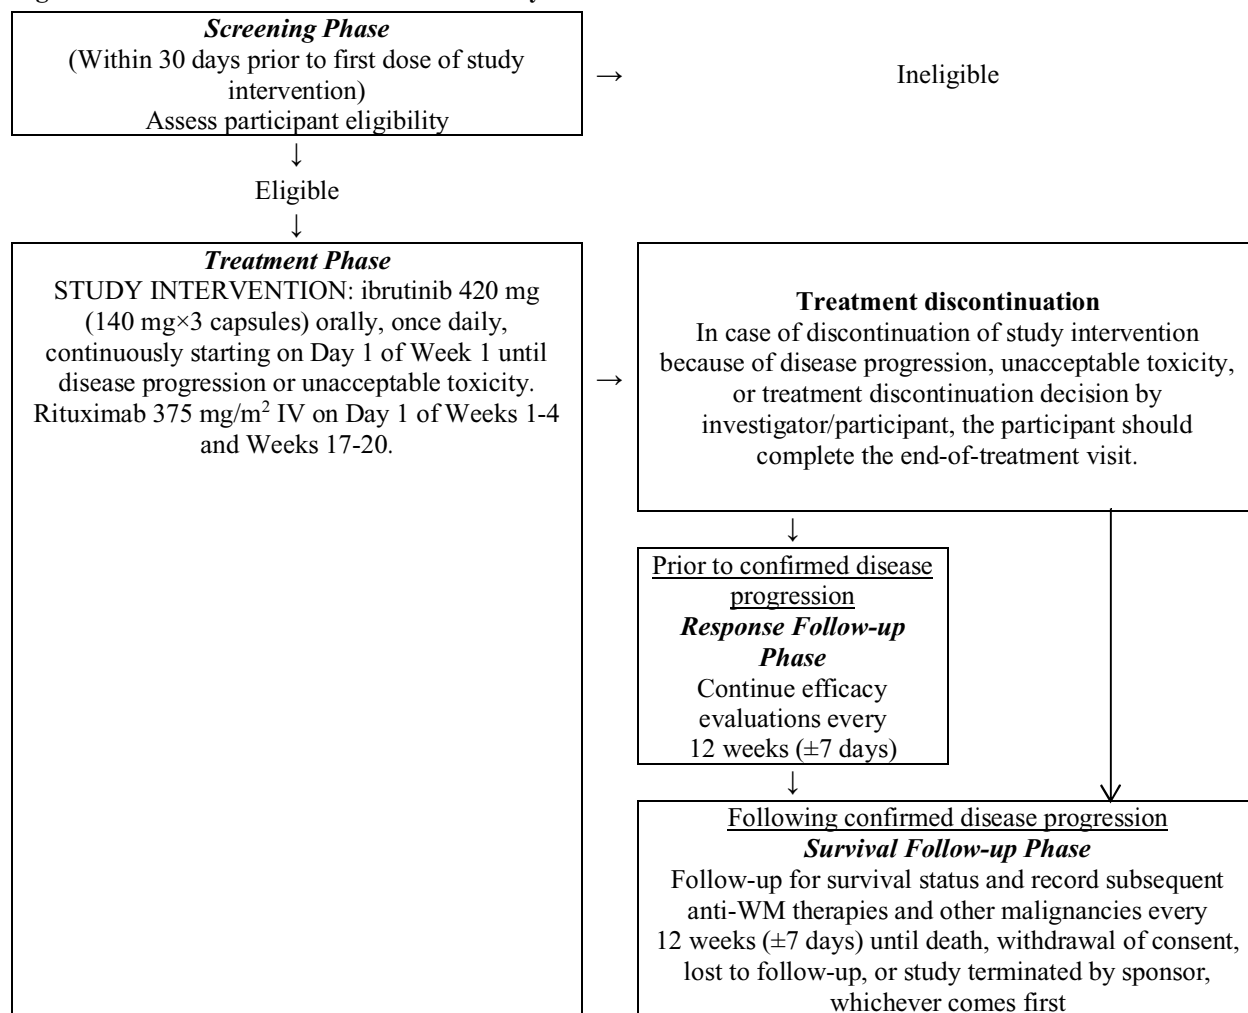 Screening Phase
(Within 30 days prior to first dose of study
intervention)
Assess participant eligibility
→
Ineligible
↓
Eligible
↓
Treatment Phase
STUDY INTERVENTION: ibrutinib 420 mg
(140 mg×3 capsules) orally, once daily,
continuously starting on Day 1 of Week 1 until
disease progression or unacceptable toxicity.
Rituximab 375 mg/m² IV on Day 1 of Weeks 1-4
and Weeks 17-20.
→
Treatment discontinuation
In case of discontinuation of study intervention
because of disease progression, unacceptable toxicity,
or treatment discontinuation decision by
investigator/participant, the participant should
complete the end-of-treatment visit.
↓
Prior to confirmed disease
progression
Response Follow-up
Phase
Continue efficacy
evaluations every
12 weeks (±7 days)
↓
Following confirmed disease progression
Survival Follow-up Phase
Follow-up for survival status and record subsequent
anti-WM therapies and other malignancies every
12 weeks (±7 days) until death, withdrawal of consent,
lost to follow-up, or study terminated by sponsor,
whichever comes first